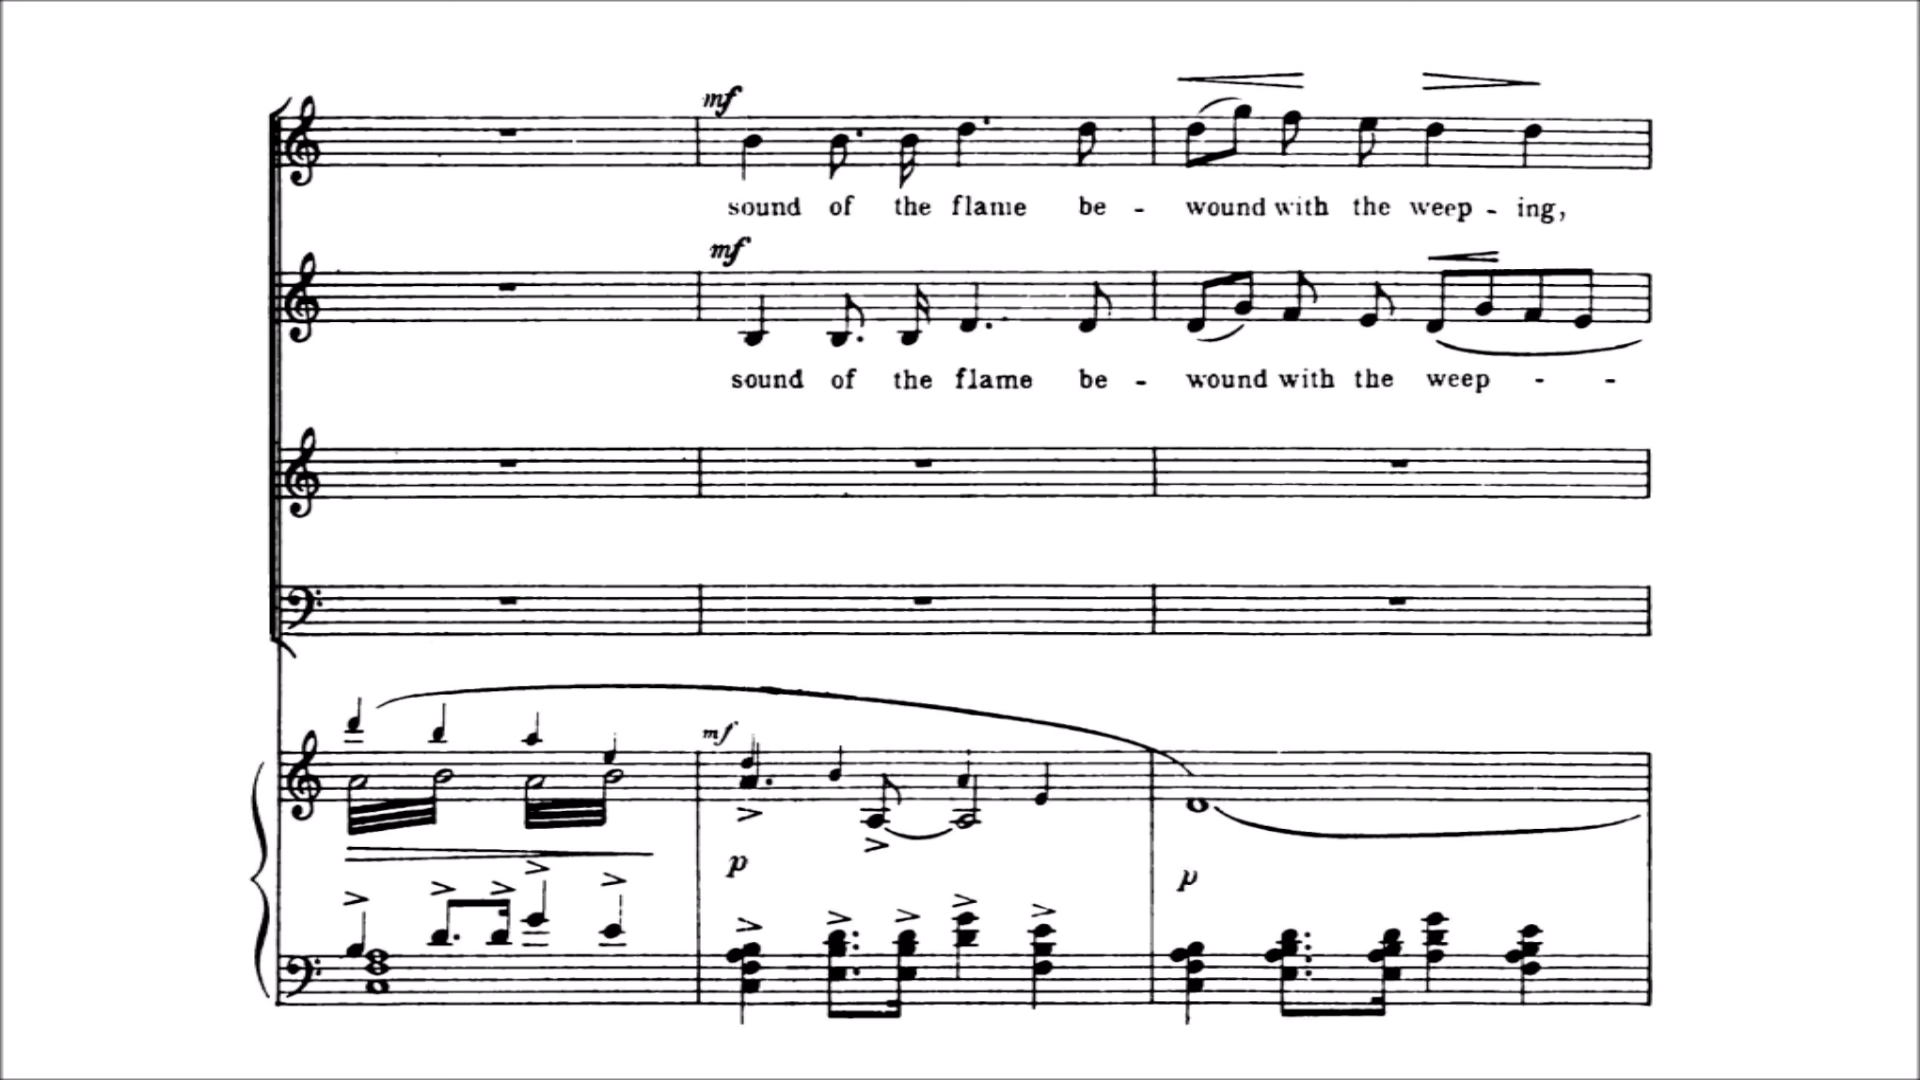 mf
sound of the flame be - wound with the weep - ing,
mf
sound of the flame be - wound with the weep - -
mf
p
p